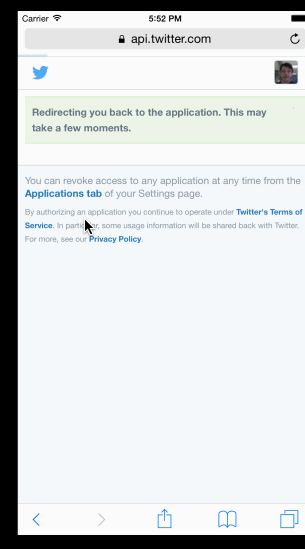 Carrier 5:52 PM
api.twitter.com
Redirecting you back to the application. This may
take a few moments.
You can revoke access to any application at any time from the
Applications tab of your Settings page.
By authorizing an application you continue to operate under Twitter's Terms of
Service. In particular, some usage information will be shared back with Twitter.
For more, see our Privacy Policy.